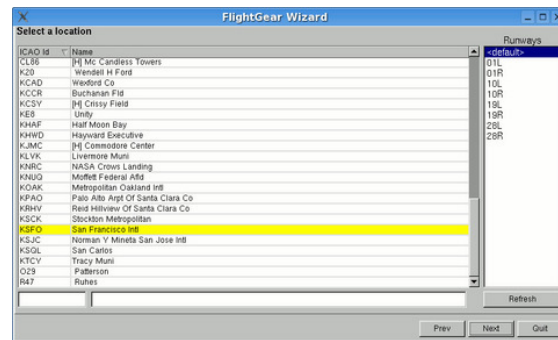 FlightGear Wizard
Select a location
Runways
ICAO Id Name
<default>
CL86 [H] Mc Candless Towers
01L
K20 Wendell H Ford
01R
KCAD Wexford Co
10L
KCCR Buchanan Fld
10R
KCSY [H] Crissy Field
19L
KE8 Unity
19R
KHAF Half Moon Bay
28L
KHWD Hayward Executive
28R
KJMC [H] Commodore Center
KLVK Livermore Muni
KNRC NASA Crows Landing
KNUQ Moffett Federal Afld
KOAK Metropolitan Oakland Intl
KPAO Palo Alto Arpt Of Santa Clara Co
KRHV Reid Hillview Of Santa Clara Co
KSCK Stockton Metropolitan
KSFO San Francisco Intl
KSJC Norman Y Mineta San Jose Intl
KSQL San Carlos
KTCY Tracy Muni
O29 Patterson
R47 Ruhes
Refresh
Prev Next Quit